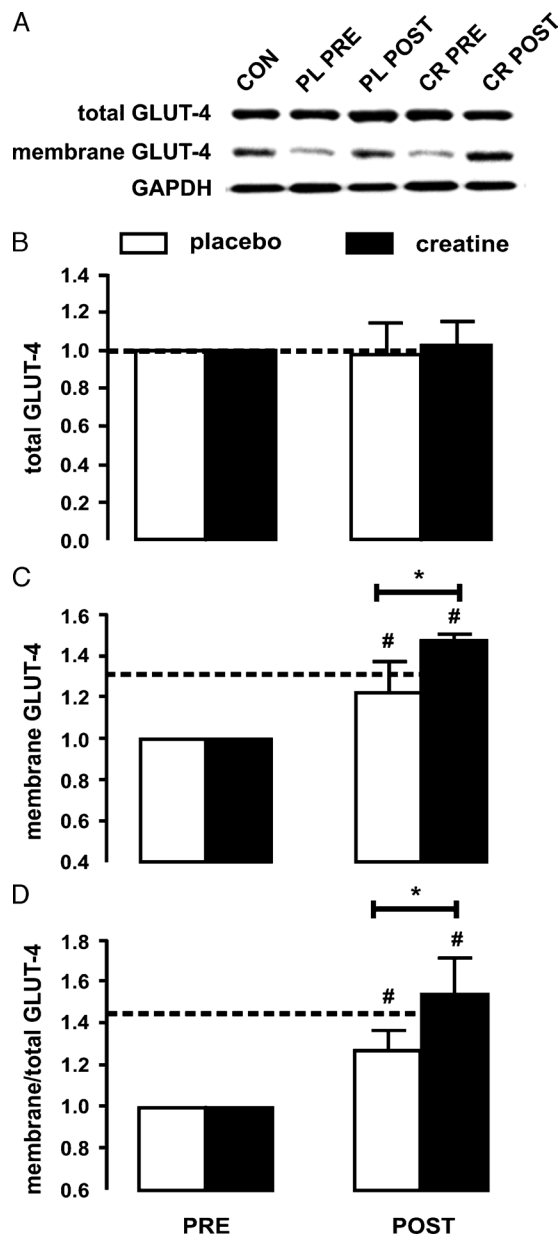 A
CON PL PRE PL POST CR PRE CR POST
total GLUT-4
membrane GLUT-4
GAPDH
B
placebo creatine
total GLUT-4
1.4
1.2
1.0
0.8
0.6
0.4
0.2
0.0
C
membrane GLUT-4
1.6
1.4
1.2
1.0
0.8
0.6
0.4
*
# #
D
membrane/total GLUT-4
1.8
1.6
1.4
1.2
1.0
0.8
0.6
*
# #
PRE POST